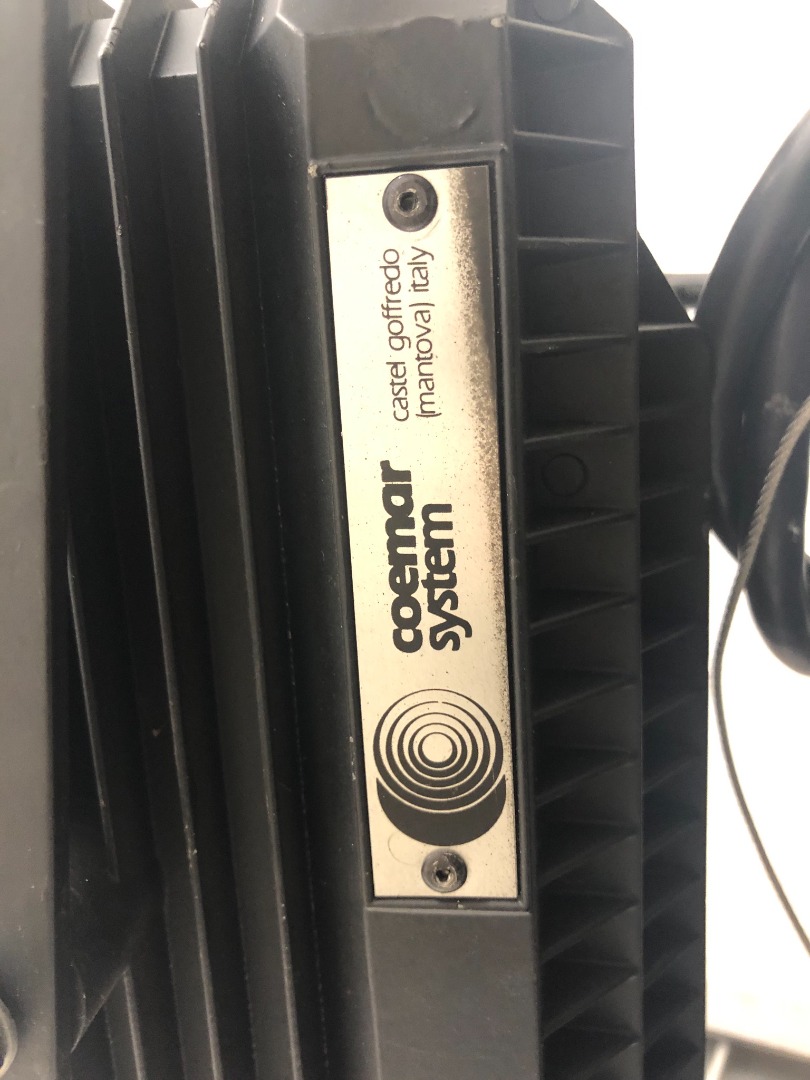 coemar
system
castel goffredo
(mantova) italy